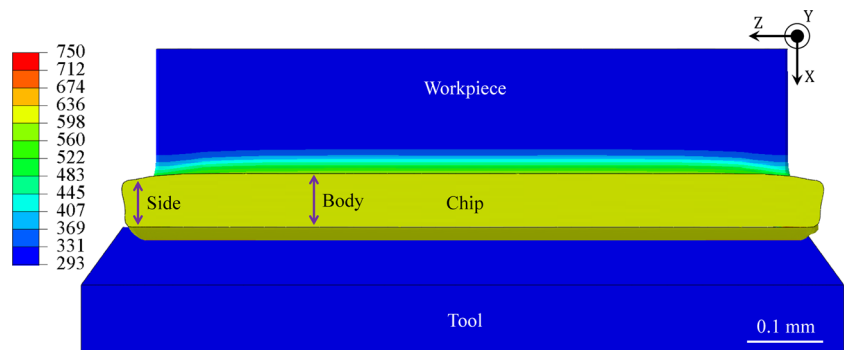 Z
Y
X
750
712
674
636
598
560
522
483
445
407
369
331
293
Workpiece
Side
Body
Chip
Tool
0.1 mm